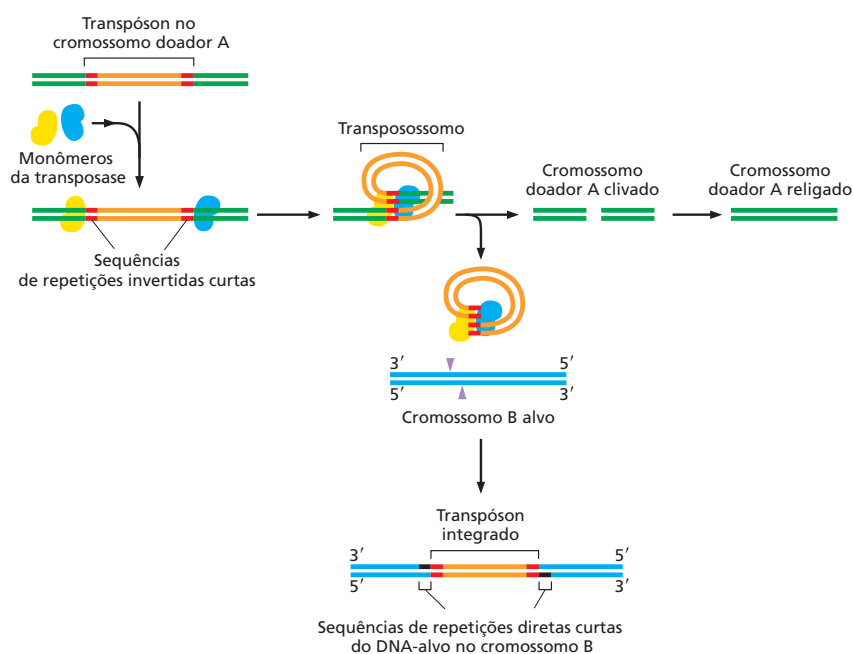 Transpóson no
cromossomo doador A
Monômeros
da transposase
Sequências
de repetições invertidas curtas
Transposossomo
Cromossomo
doador A clivado
Cromossomo
doador A religado
3′ 5′
5′ 3′
Cromossomo B alvo
Transpóson
integrado
3′ 5′
5′ 3′
Sequências de repetições diretas curtas
do DNA-alvo no cromossomo B